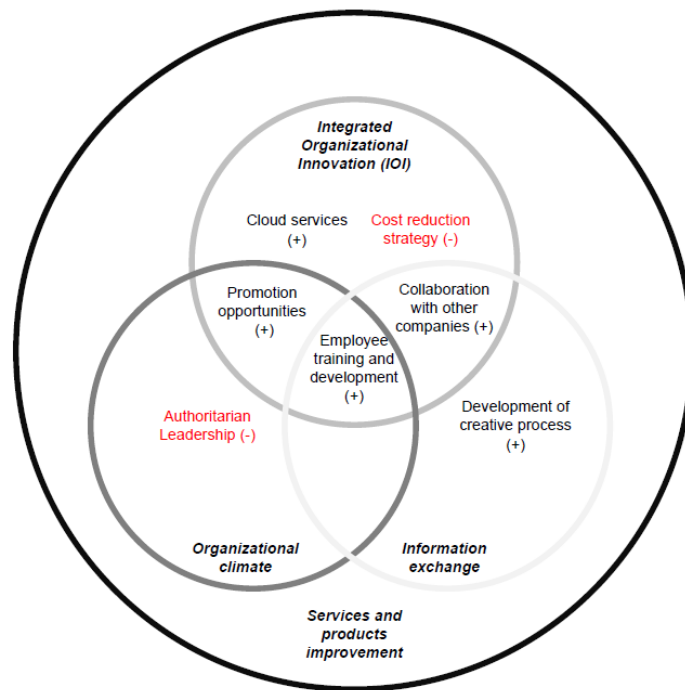 Integrated
Organizational
Innovation (IOI)
Cloud services
(+)
Cost reduction
strategy (-)
Promotion
opportunities
(+)
Collaboration
with other
companies (+)
Employee
training and
development
(+)
Authoritarian
Leadership (-)
Development of
creative process
(+)
Organizational
climate
Information
exchange
Services and
products
improvement